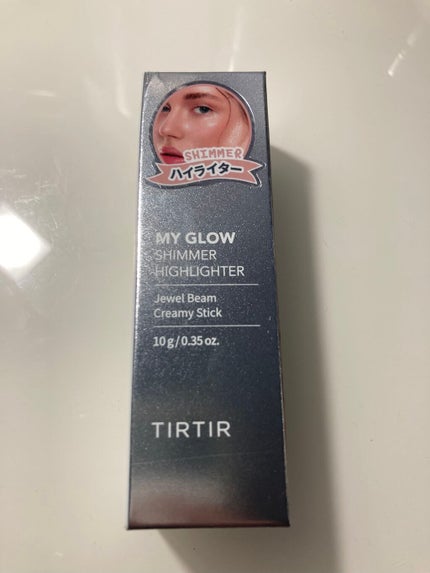 SHIMMER
ハイライター
MY GLOW
SHIMMER
HIGHLIGHTER
Jewel Beam
Creamy Stick
10 g / 0.35 oz.
TIRTIR